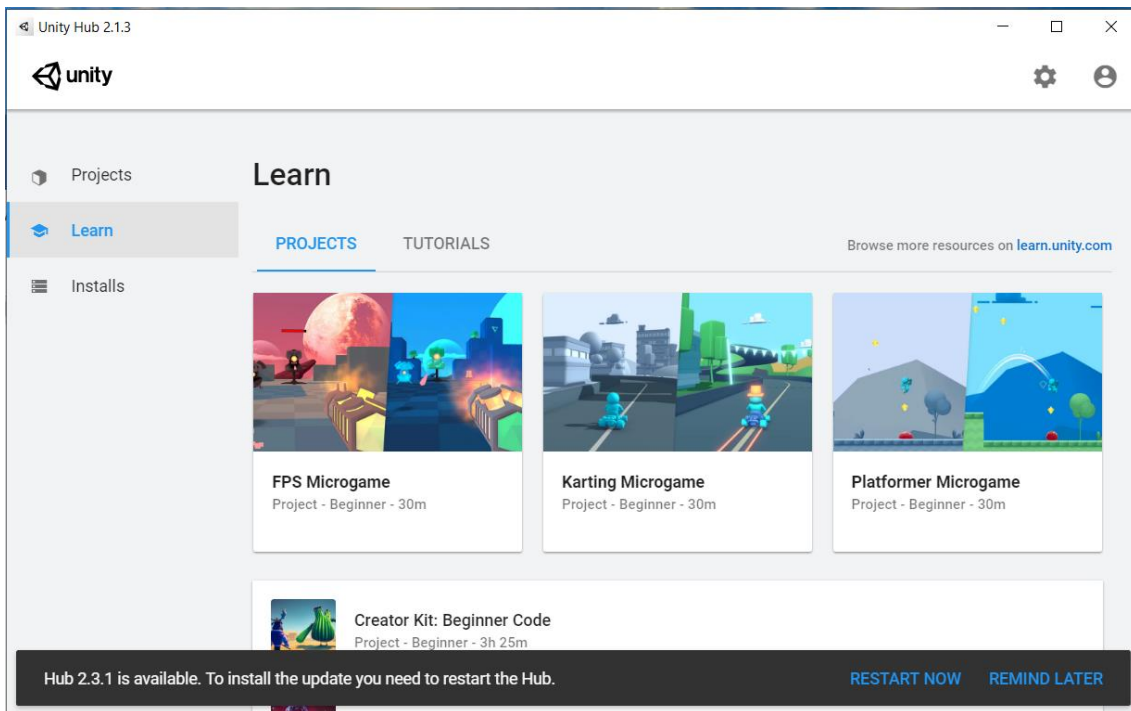 Unity Hub 2.1.3
unity
Projects
Learn
Installs
Learn
PROJECTS TUTORIALS
Browse more resources on learn.unity.com
FPS Microgame
Project - Beginner - 30m
Karting Microgame
Project - Beginner - 30m
Platformer Microgame
Project - Beginner - 30m
Creator Kit: Beginner Code
Project - Beginner - 3h 25m
Hub 2.3.1 is available. To install the update you need to restart the Hub.
RESTART NOW REMIND LATER